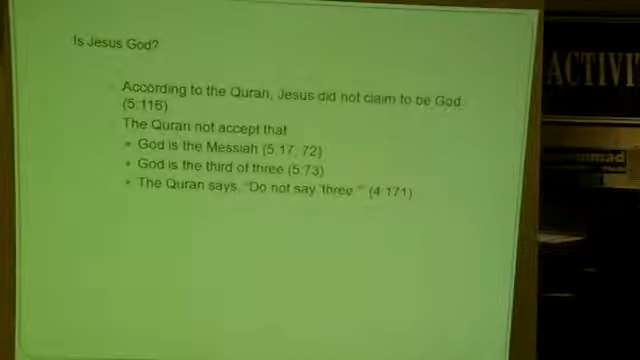 Is Jesus God?
According to the Quran, Jesus did not claim to be God
(5:116)
The Quran not accept that
• God is the Messiah (5:17, 72)
• God is the third of three (5:73)
• The Quran says, "Do not say 'three'" (4:171)
ACTIVI